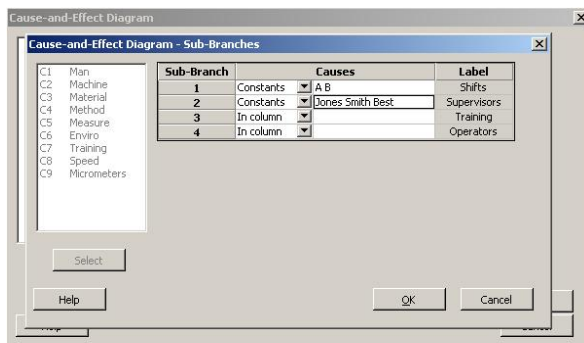 Cause-and-Effect Diagram
Cause-and-Effect Diagram - Sub-Branches
C1 Man
C2 Machine
C3 Material
C4 Method
C5 Measure
C6 Enviro
C7 Training
C8 Speed
C9 Micrometers
Sub-Branch Causes Label
1 Constants A B Shifts
2 Constants Jones Smith Best Supervisors
3 In column Training
4 In column Operators
Select
Help OK Cancel